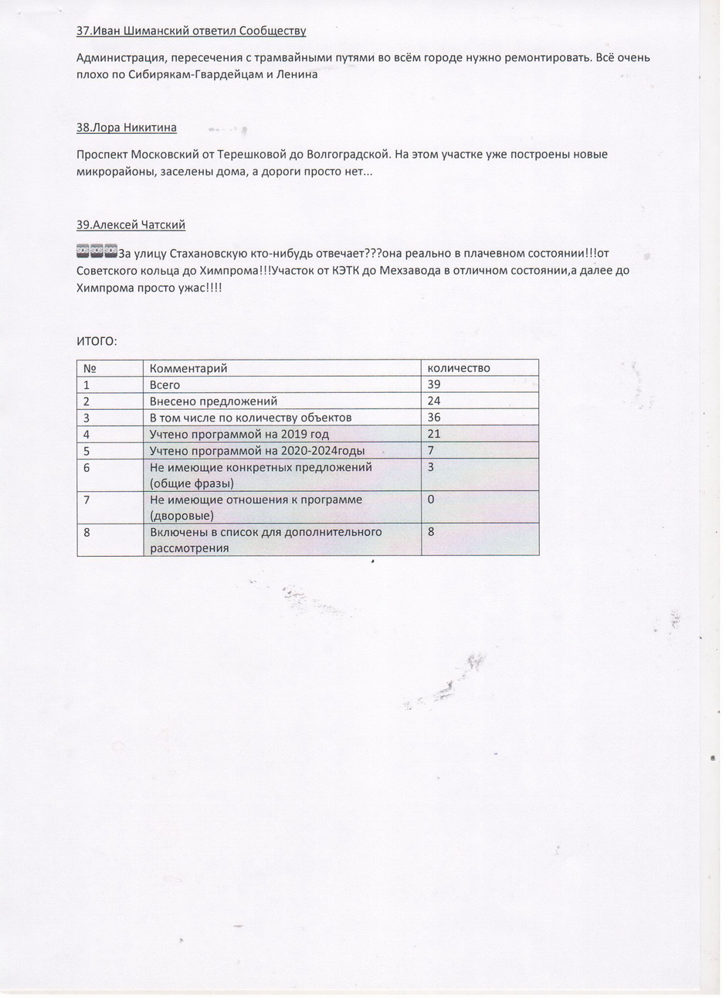 37.Иван Шиманский ответил Сообществу
Администрация, пересечения с трамвайными путями во всём городе нужно ремонтировать. Всё очень
плохо по Сибирякам-Гвардейцам и Ленина
38.Лора Никитина
Проспект Московский от Терешковой до Волгоградской. На этом участке уже построены новые
микрорайоны, заселены дома, а дороги просто нет...
39.Алексей Чатский
🆘🆘🆘За улицу Стахановскую кто-нибудь отвечает???она реально в плачевном состоянии!!!от
Советского кольца до Химпрома!!!Участок от КЭТК до Мехзавода в отличном состоянии,а далее до
Химпрома просто ужас!!!!
ИТОГО:
№ Комментарий количество
1 Всего 39
2 Внесено предложений 24
3 В том числе по количеству объектов 36
4 Учтено программой на 2019 год 21
5 Учтено программой на 2020-2024годы 7
6 Не имеющие конкретных предложений 3
(общие фразы)
7 Не имеющие отношения к программе 0
(дворовые)
8 Включены в список для дополнительного 8
рассмотрения